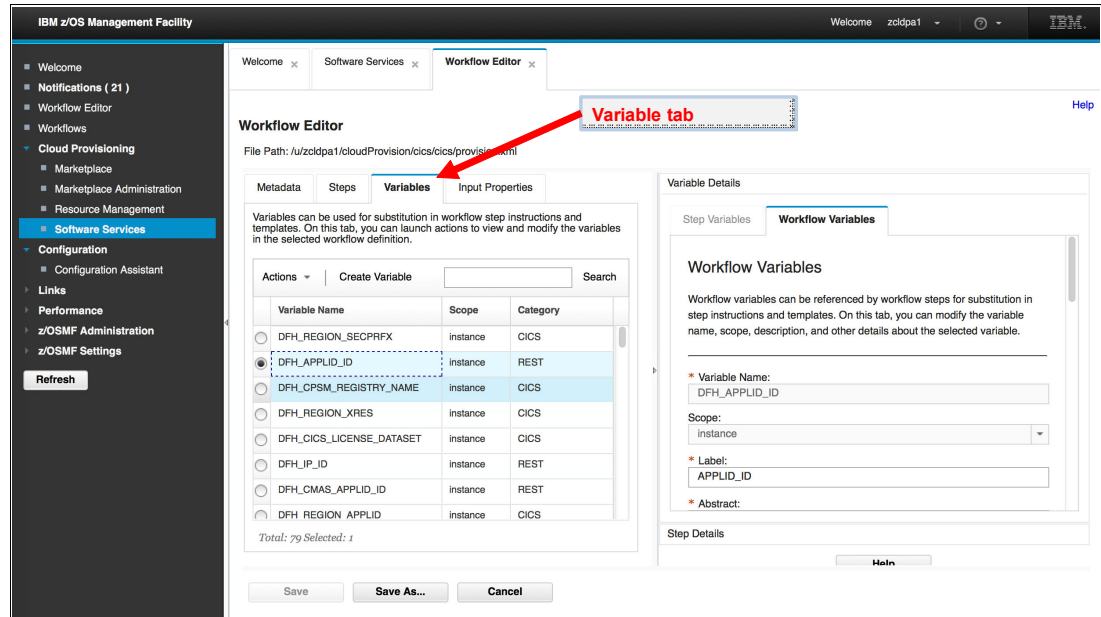 IBM z/OS Management Facility
Welcome zcldpa1
IBM.
Welcome
Notifications ( 21 )
Workflow Editor
Workflows
Cloud Provisioning
Marketplace
Marketplace Administration
Resource Management
Software Services
Configuration
Configuration Assistant
Links
Performance
z/OSMF Administration
z/OSMF Settings
Refresh
Welcome
Software Services
Workflow Editor
Help
Variable tab
Workflow Editor
File Path: /u/zcldpa1/cloudProvision/cics/cics/provision.xml
Metadata Steps Variables Input Properties
Variables can be used for substitution in workflow step instructions and
templates. On this tab, you can launch actions to view and modify the variables
in the selected workflow definition.
Actions Create Variable Search
Variable Name Scope Category
DFH_REGION_SECPRFX instance CICS
DFH_APPLID_ID instance REST
DFH_CPSM_REGISTRY_NAME instance CICS
DFH_REGION_XRES instance CICS
DFH_CICS_LICENSE_DATASET instance CICS
DFH_IP_ID instance REST
DFH_CMAS_APPLID_ID instance REST
DFH_REGION_APPLID instance CICS
Total: 79 Selected: 1
Variable Details
Step Variables Workflow Variables
Workflow Variables
Workflow variables can be referenced by workflow steps for substitution in
step instructions and templates. On this tab, you can modify the variable
name, scope, description, and other details about the selected variable.
* Variable Name:
DFH_APPLID_ID
Scope:
instance
* Label:
APPLID_ID
* Abstract:
Step Details
Help
Save Save As... Cancel